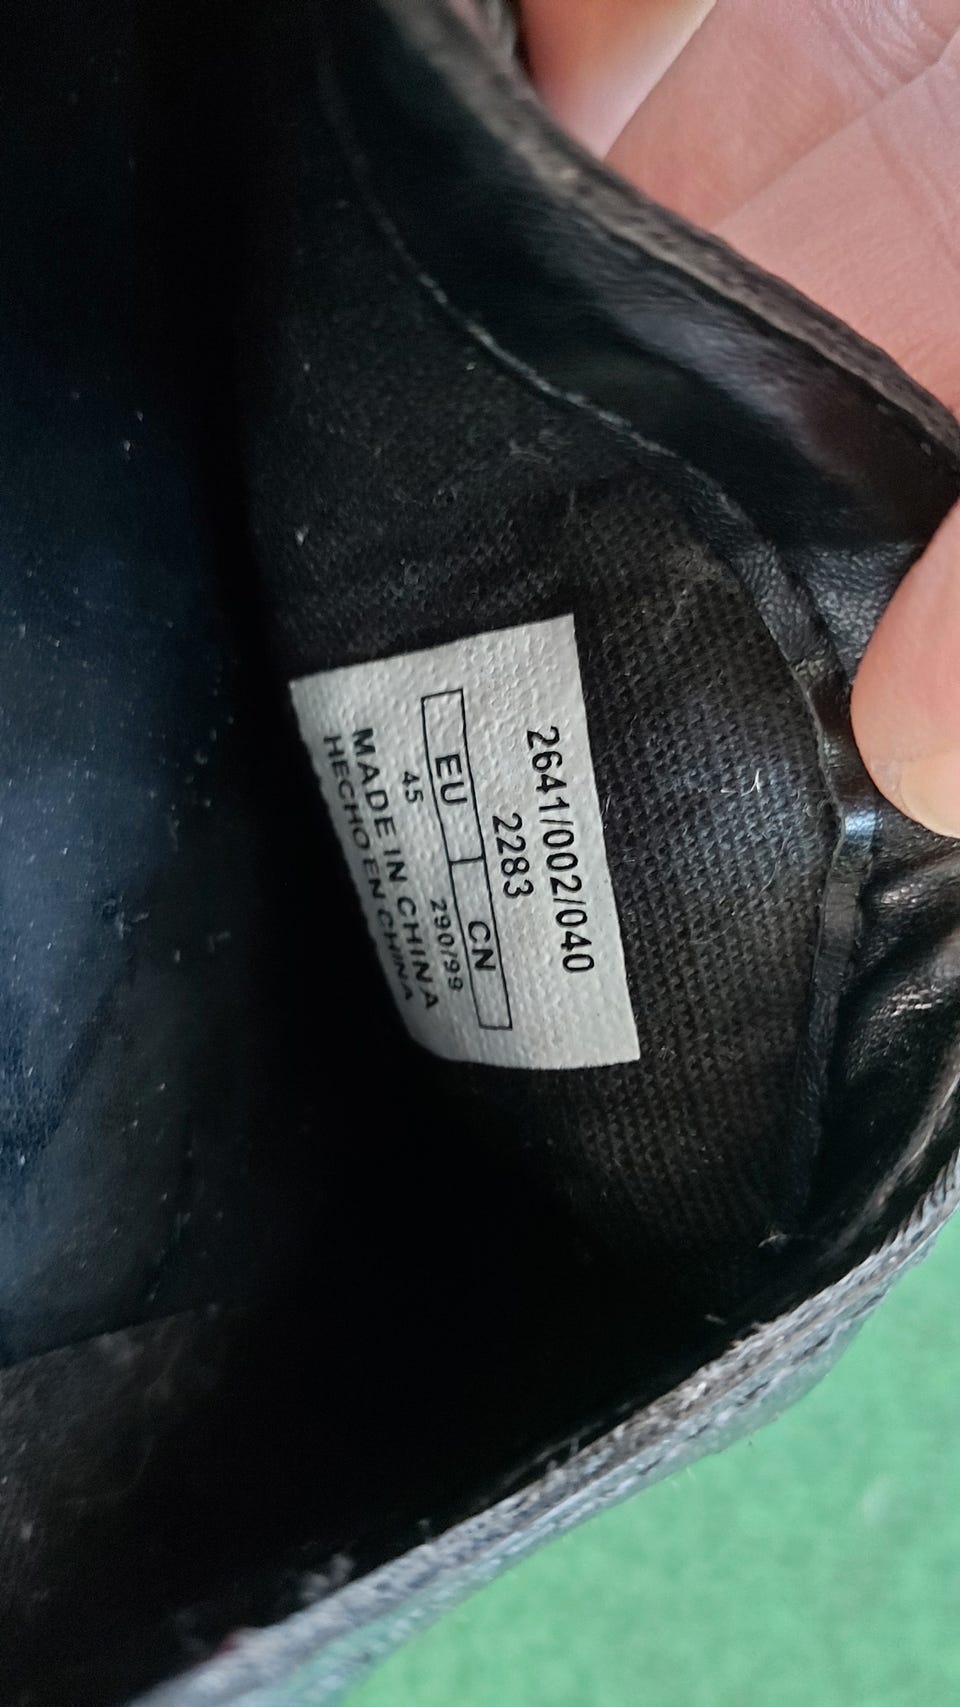 2641/002/040
2283
EU CN
45 290/99
MADE IN CHINA
HECHO EN CHINA